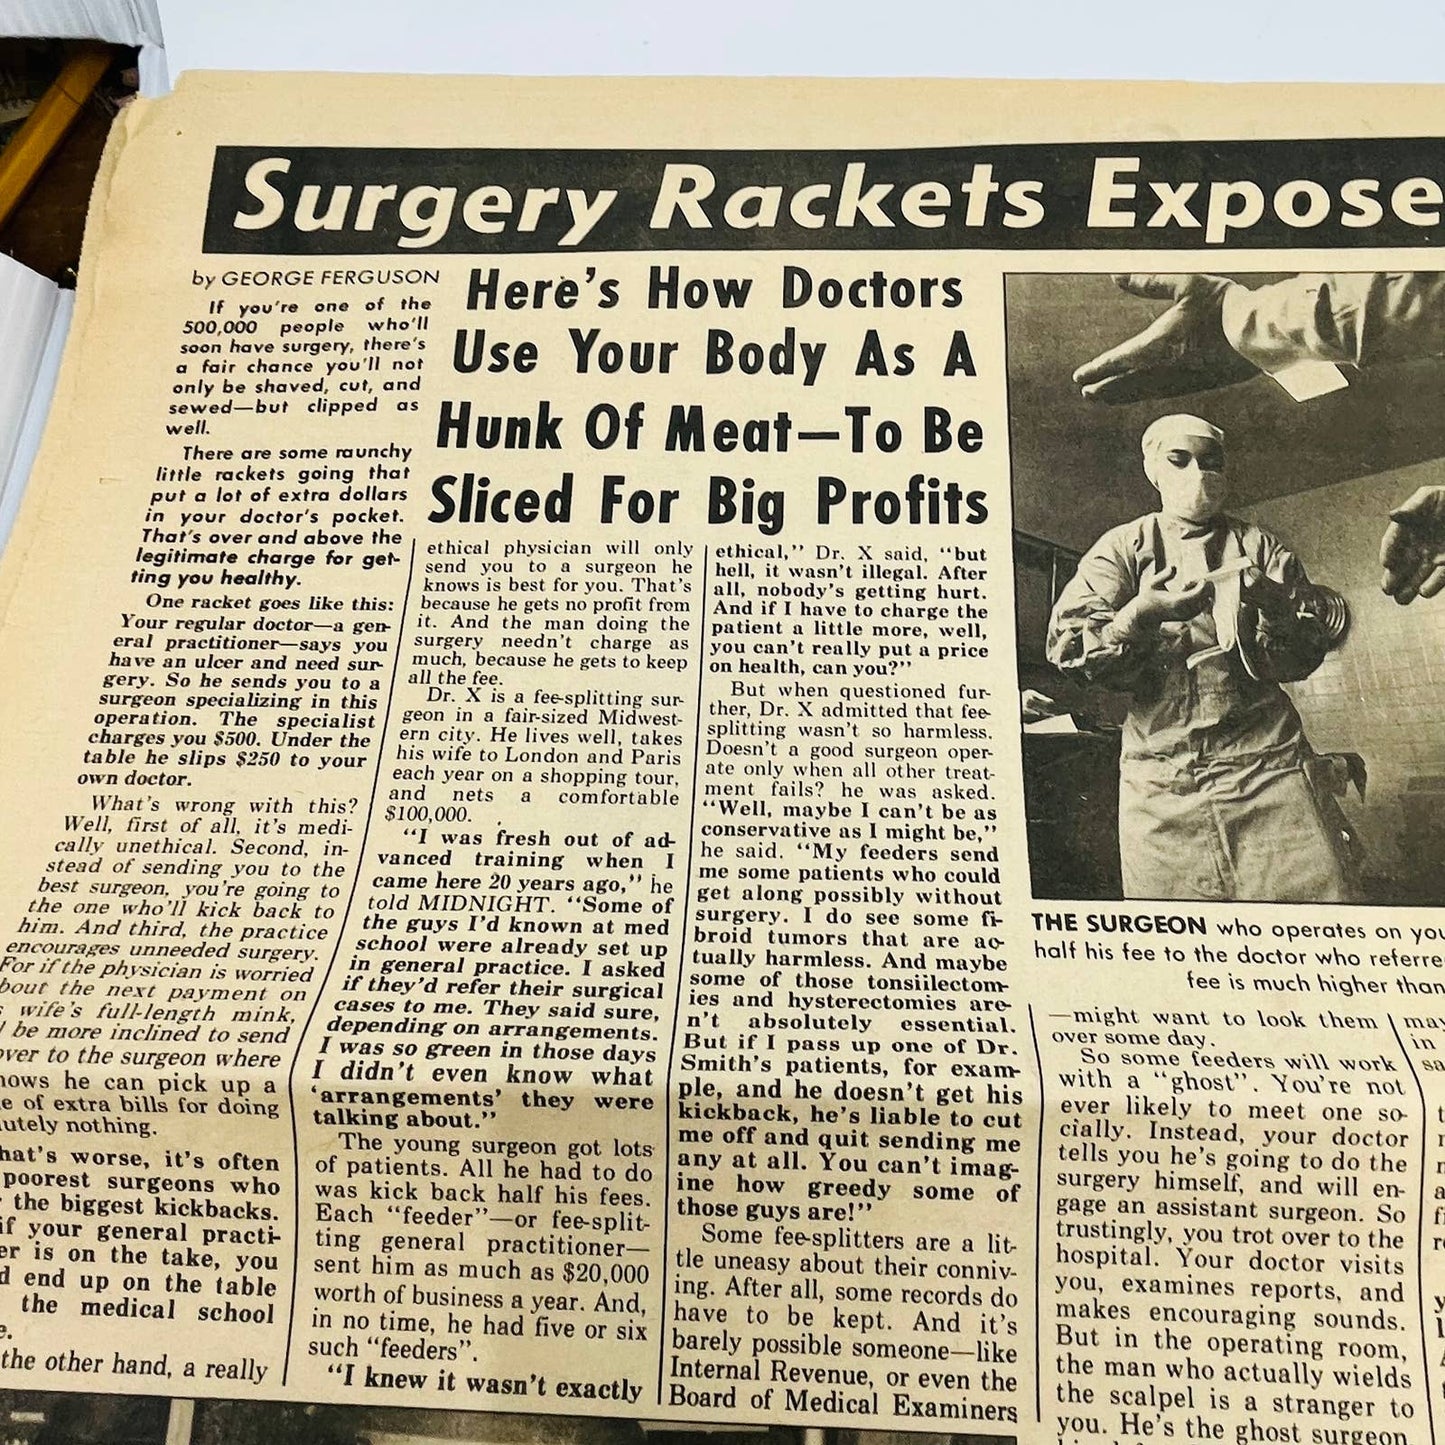 Surgery Rackets Expose
by GEORGE FERGUSON
Here's How Doctors
Use Your Body As A
Hunk Of Meat—To Be
Sliced For Big Profits
If you're one of the
500,000 people who'll
soon have surgery, there's
a fair chance you'll not
only be shaved, cut, and
sewed—but clipped as
well.
There are some raunchy
little rackets going that
put a lot of extra dollars
in your doctor's pocket.
That's over and above the
legitimate charge for get-
ting you healthy.
One racket goes like this:
Your regular doctor—a gen-
eral practitioner—says you
have an ulcer and need sur-
gery. So he sends you to a
surgeon specializing in this
operation. The specialist
charges you $500. Under the
table he slips $250 to your
own doctor.
What's wrong with this?
Well, first of all, it's medi-
cally unethical. Second, in-
stead of sending you to the
best surgeon, you're going to
the one who'll kick back to
him. And third, the practice
encourages unneeded surgery.
For if the physician is worried
bout the next payment on
wife's full-length mink,
be more inclined to send
over to the surgeon where
nows he can pick up a
e of extra bills for doing
lutely nothing.
hat's worse, it's often
poorest surgeons who
the biggest kickbacks.
if your general practi-
er is on the take, you
d end up on the table
the medical school
e.
the other hand, a really
ethical physician will only
send you to a surgeon he
knows is best for you. That's
because he gets no profit from
it. And the man doing the
surgery needn't charge as
much, because he gets to keep
all the fee.
Dr. X is a fee-splitting sur-
geon in a fair-sized Midwest-
ern city. He lives well, takes
his wife to London and Paris
each year on a shopping tour,
and nets a comfortable
$100,000.
"I was fresh out of ad-
vanced training when I
came here 20 years ago," he
told MIDNIGHT. "Some of
the guys I'd known at med
school were already set up
in general practice. I asked
if they'd refer their surgical
cases to me. They said sure,
depending on arrangements.
I was so green in those days
I didn't even know what
'arrangements' they were
talking about."
The young surgeon got lots
of patients. All he had to do
was kick back half his fees.
Each "feeder"—or fee-split-
ting general practitioner—
sent him as much as $20,000
worth of business a year. And,
in no time, he had five or six
such "feeders".
"I knew it wasn't exactly
ethical," Dr. X said, "but
hell, it wasn't illegal. After
all, nobody's getting hurt.
And if I have to charge the
patient a little more, well,
you can't really put a price
on health, can you?"
But when questioned fur-
ther, Dr. X admitted that fee-
splitting wasn't so harmless.
Doesn't a good surgeon oper-
ate only when all other treat-
ment fails? he was asked.
"Well, maybe I can't be as
conservative as I might be,"
he said. "My feeders send
me some patients who could
get along possibly without
surgery. I do see some fi-
broid tumors that are ac-
tually harmless. And maybe
some of those tonsiilectom-
ies and hysterectomies are-
n't absolutely essential.
But if I pass up one of Dr.
Smith's patients, for exam-
ple, and he doesn't get his
kickback, he's liable to cut
me off and quit sending me
any at all. You can't imag-
ine how greedy some of
those guys are!"
Some fee-splitters are a lit-
tle uneasy about their conniv-
ing. After all, some records do
have to be kept. And it's
barely possible someone—like
Internal Revenue, or even the
Board of Medical Examiners
THE SURGEON who operates on you
half his fee to the doctor who referre
fee is much higher than
—might want to look them
over some day.
So some feeders will work
with a "ghost". You're not
ever likely to meet one so-
cially. Instead, your doctor
tells you he's going to do the
surgery himself, and will en-
gage an assistant surgeon. So
trustingly, you trot over to the
hospital. Your doctor visits
you, examines reports, and
makes encouraging sounds.
But in the operating room,
the man who actually wields
the scalpel is a stranger to
you. He's the ghost surgeon
may
in
sa